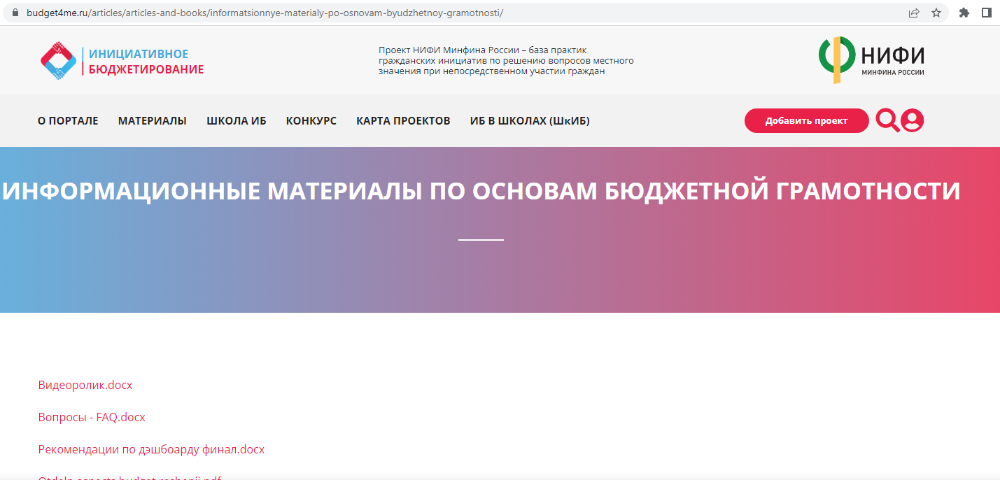 budget4me.ru/articles/articles-and-books/informatsionnye-materialy-po-osnovam-byudzhetnoy-gramotnosti/
ИНИЦИАТИВНОЕ
БЮДЖЕТИРОВАНИЕ
Проект НИФИ Минфина России – база практик
гражданских инициатив по решению вопросов местного
значения при непосредственном участии граждан
НИФИ
МИНФИНА РОССИИ
О ПОРТАЛЕ МАТЕРИАЛЫ ШКОЛА ИБ КОНКУРС КАРТА ПРОЕКТОВ ИБ В ШКОЛАХ (ШкИБ) Добавить проект
ИНФОРМАЦИОННЫЕ МАТЕРИАЛЫ ПО ОСНОВАМ БЮДЖЕТНОЙ ГРАМОТНОСТИ
Видеоролик.docx
Вопросы - FAQ.docx
Рекомендации по дэшбоарду финал.docx